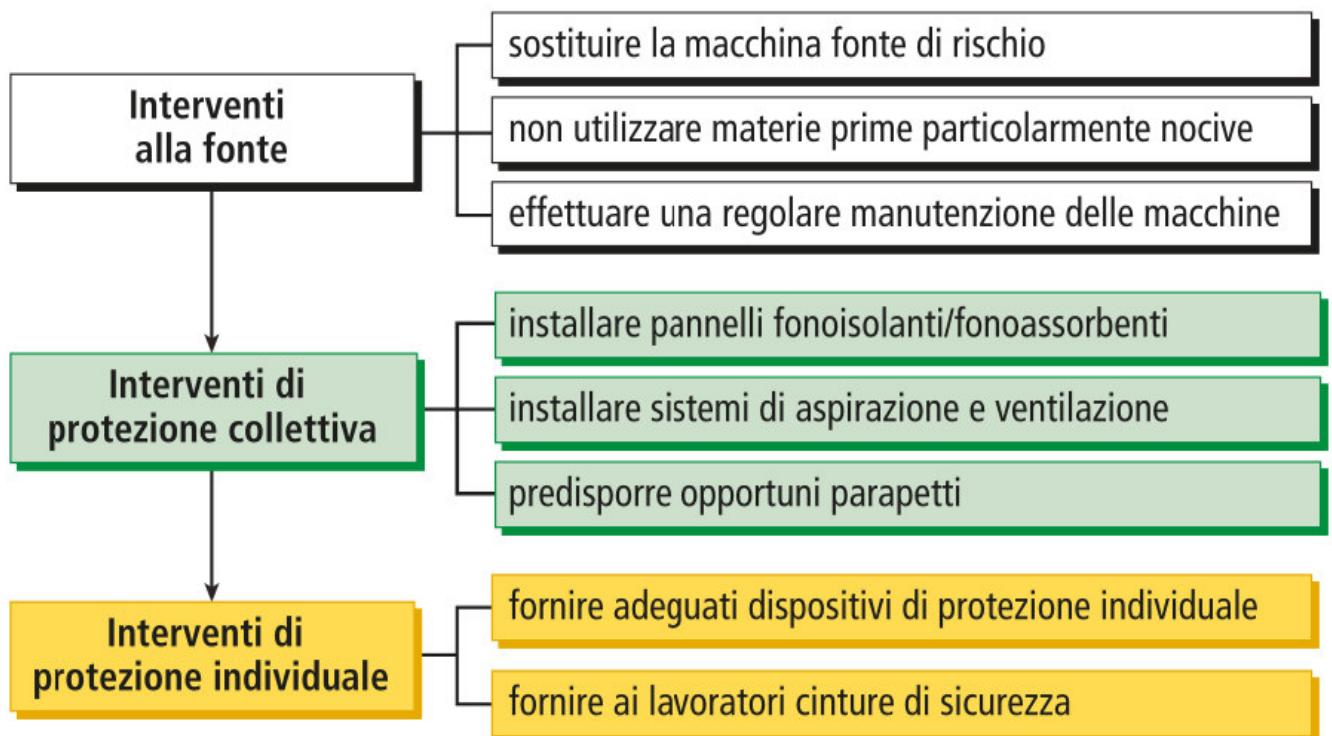 Interventi
alla fonte
sostituire la macchina fonte di rischio
non utilizzare materie prime particolarmente nocive
effettuare una regolare manutenzione delle macchine
Interventi di
protezione collettiva
installare pannelli fonoisolanti/fonoassorbenti
installare sistemi di aspirazione e ventilazione
predisporre opportuni parapetti
Interventi di
protezione individuale
fornire adeguati dispositivi di protezione individuale
fornire ai lavoratori cinture di sicurezza